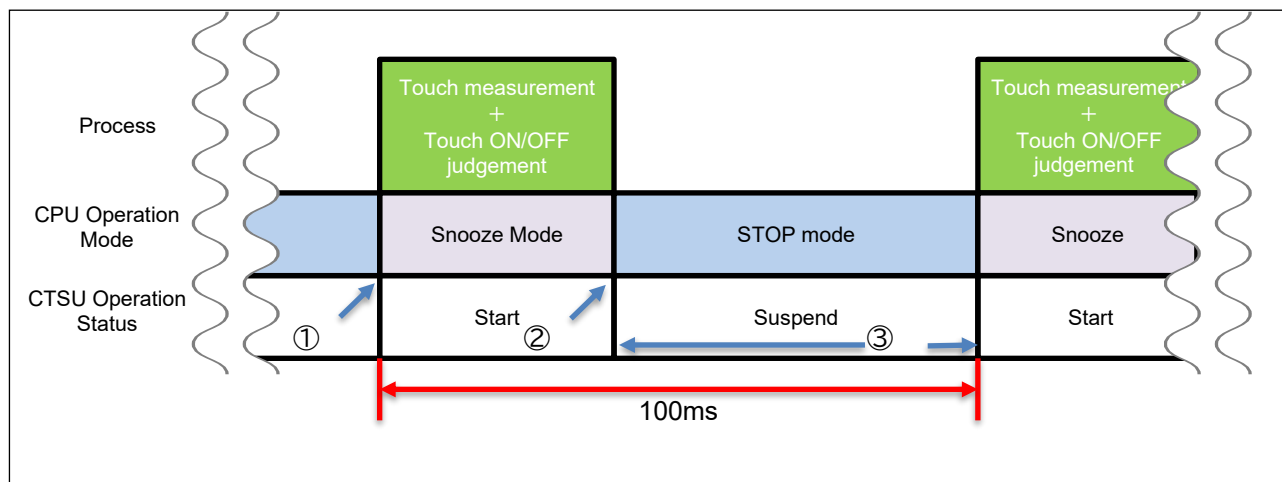 Process
Touch measurement
+
Touch ON/OFF
judgement
Touch measurement
+
Touch ON/OFF
judgement
CPU Operation
Mode
Snooze Mode
STOP mode
Snooze
CTSU Operation
Status
①
Start
②
Suspend
③
Start
100ms